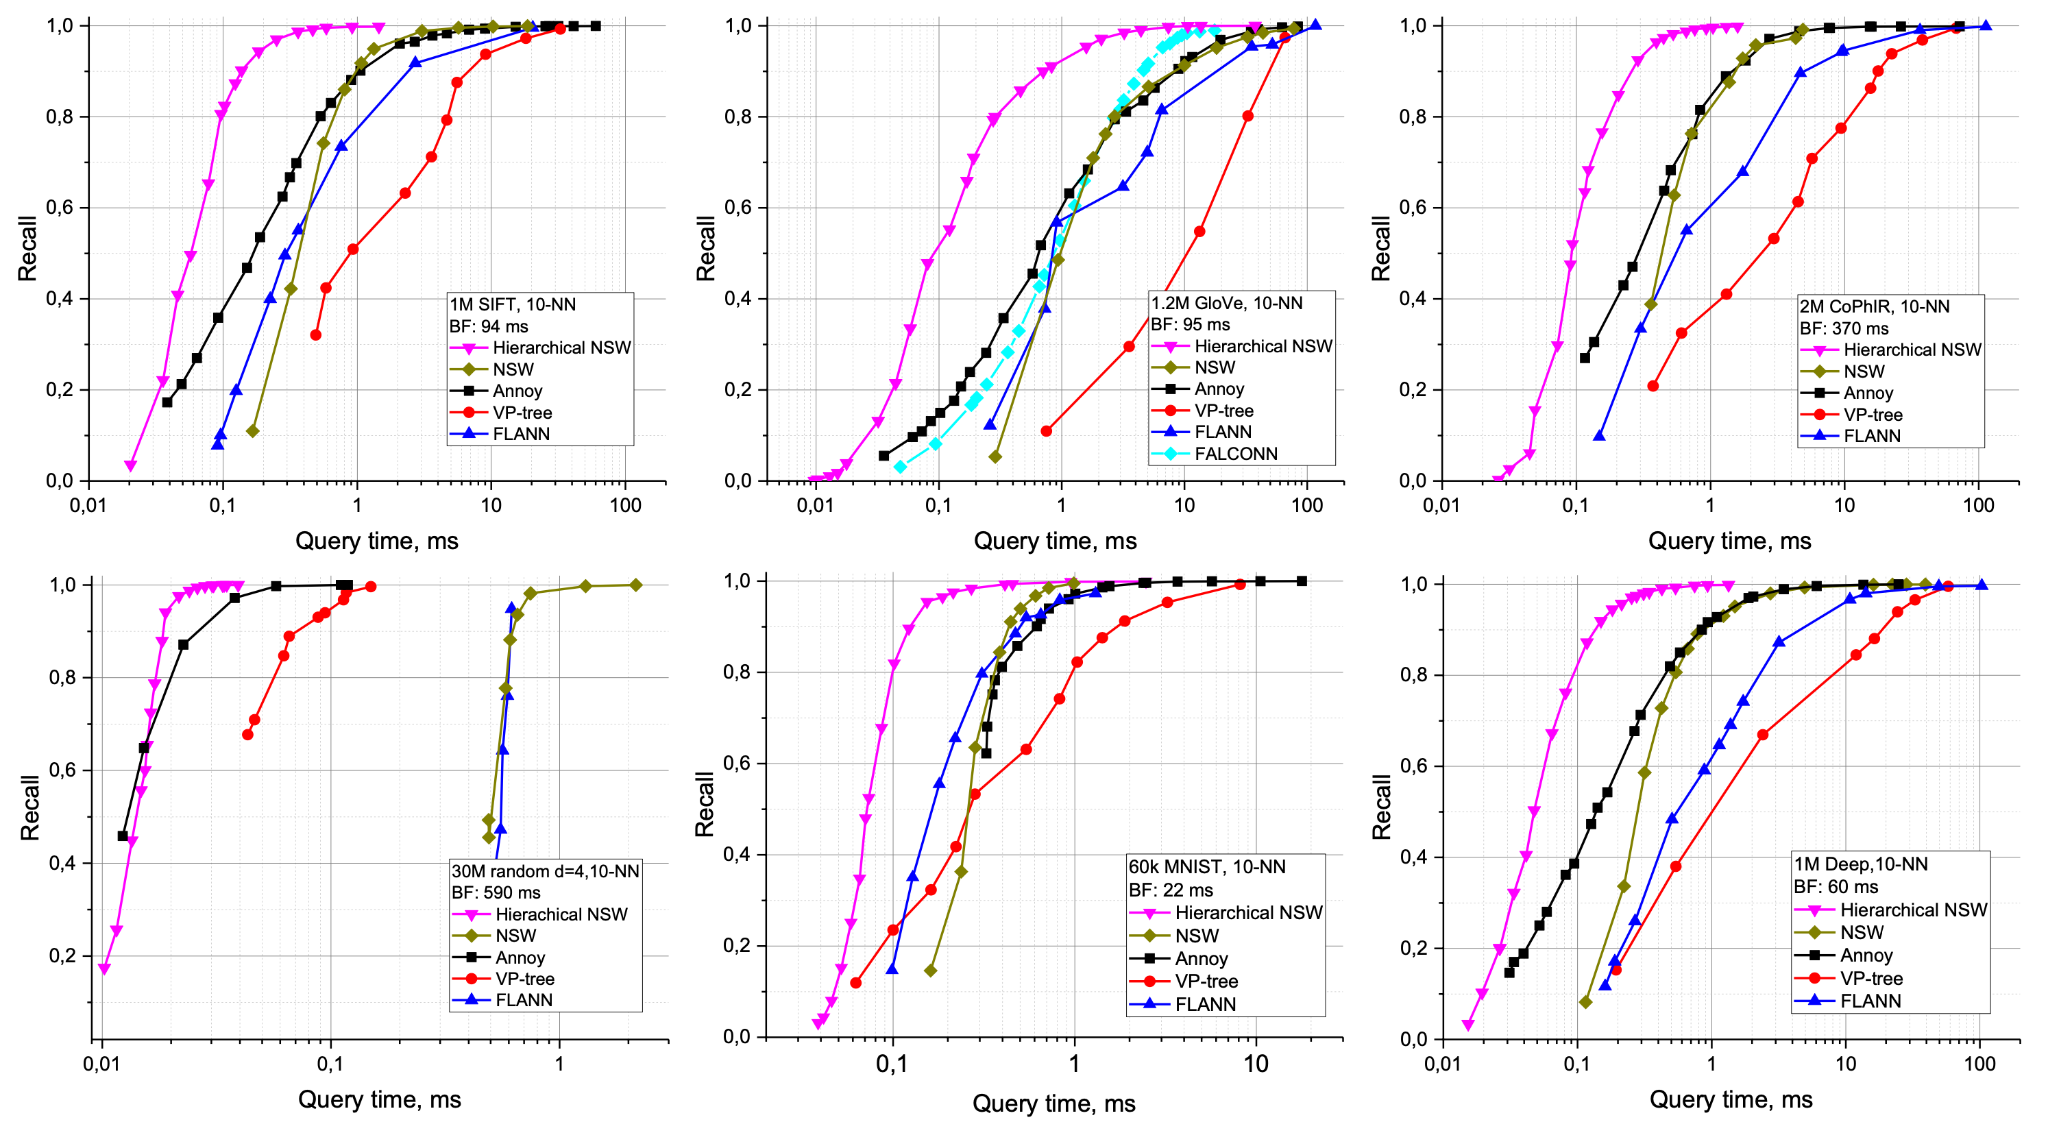 1,0
0,8
0,6
0,4
0,2
0,0
Recall
0,01 0,1 1 10 100
Query time, ms
1M SIFT, 10-NN
BF: 94 ms
Hierarchical NSW
NSW
Annoy
VP-tree
FLANN
1,0
0,8
0,6
0,4
0,2
0,0
Recall
0,01 0,1 1 10 100
Query time, ms
1.2M GloVe, 10-NN
BF: 95 ms
Hierarchical NSW
NSW
Annoy
VP-tree
FLANN
FALCONN
1,0
0,8
0,6
0,4
0,2
0,0
Recall
0,01 0,1 1 10 100
Query time, ms
2M CoPhIR, 10-NN
BF: 370 ms
Hierarchical NSW
NSW
Annoy
VP-tree
FLANN
1,0
0,8
0,6
0,4
0,2
Recall
0,01 0,1 1
Query time, ms
30M random d=4,10-NN
BF: 590 ms
Hierachical NSW
NSW
Annoy
VP-tree
FLANN
1,0
0,8
0,6
0,4
0,2
0,0
Recall
0,01 0,1 1 10
Query time, ms
60k MNIST, 10-NN
BF: 22 ms
Hierarchical NSW
NSW
Annoy
VP-tree
FLANN
1,0
0,8
0,6
0,4
0,2
0,0
Recall
0,01 0,1 1 10 100
Query time, ms
1M Deep,10-NN
BF: 60 ms
Hierarchical NSW
NSW
Annoy
VP-tree
FLANN